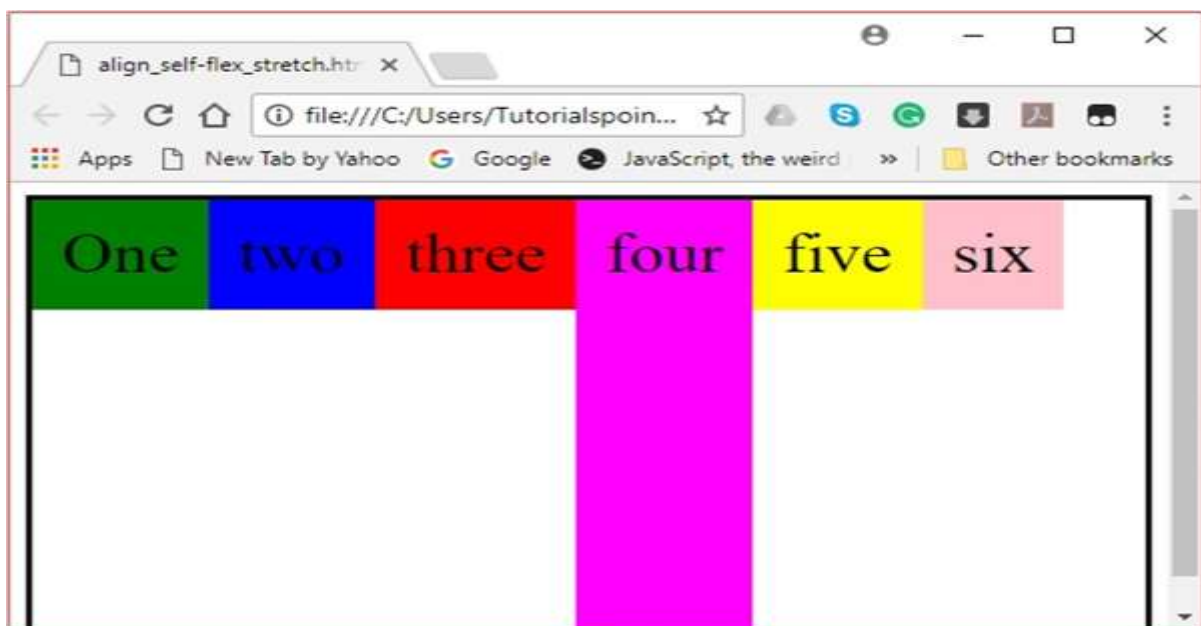 align_self-flex_stretch.htm
file:///C:/Users/Tutorialspoin...
Apps New Tab by Yahoo Google JavaScript, the weird » Other bookmarks
One two three four five six